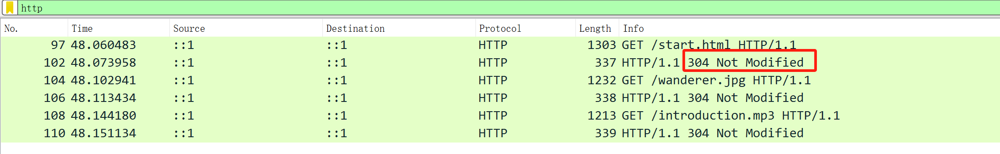 http
No. Time Source Destination Protocol Length Info
97 48.060483 ::1 ::1 HTTP 1303 GET /start.html HTTP/1.1
102 48.073958 ::1 ::1 HTTP 337 HTTP/1.1 304 Not Modified
104 48.102941 ::1 ::1 HTTP 1232 GET /wanderer.jpg HTTP/1.1
106 48.113434 ::1 ::1 HTTP 338 HTTP/1.1 304 Not Modified
108 48.144180 ::1 ::1 HTTP 1213 GET /introduction.mp3 HTTP/1.1
110 48.151134 ::1 ::1 HTTP 339 HTTP/1.1 304 Not Modified